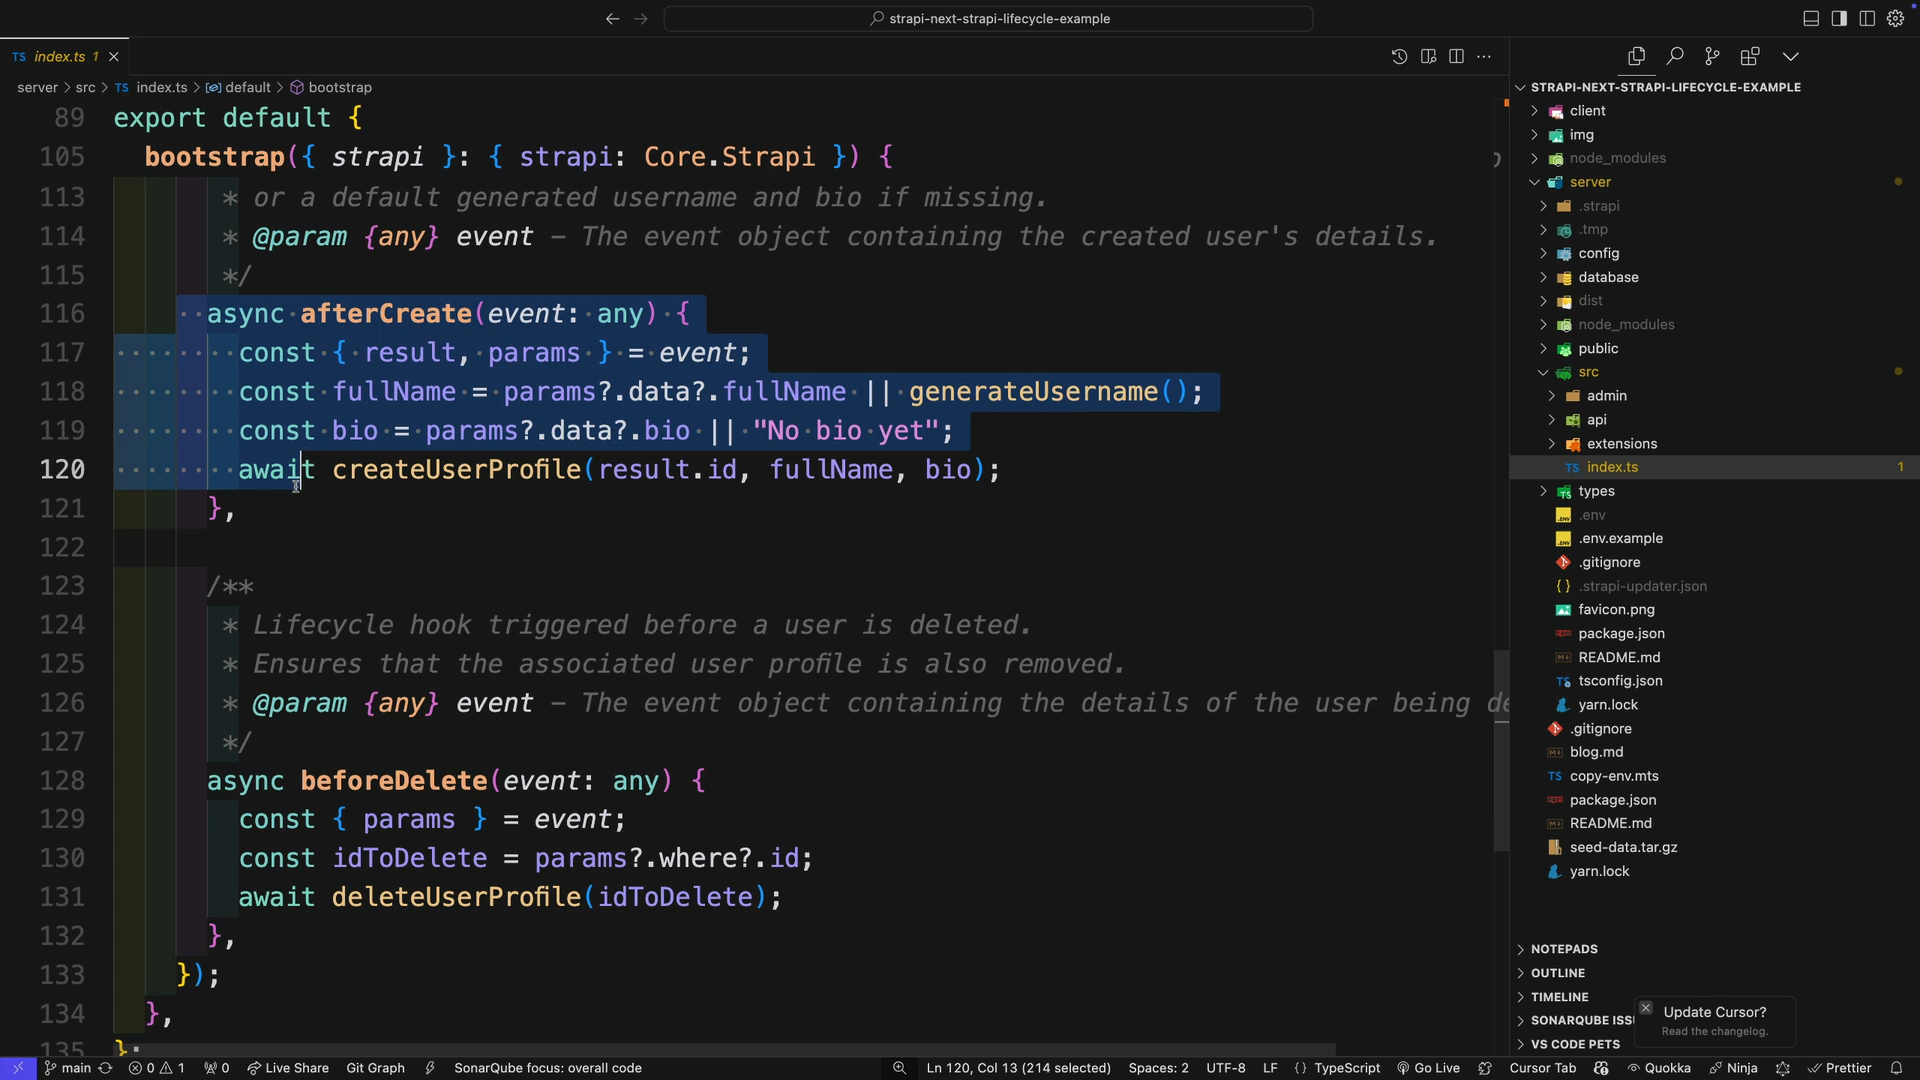 strapi-next-strapi-lifecycle-example
TS index.ts 1
server > src > TS index.ts > default > bootstrap
89 export default {
105 bootstrap({ strapi }: { strapi: Core.Strapi }) {
113 * or a default generated username and bio if missing.
114 * @param {any} event – The event object containing the created user's details.
115 */
116 async afterCreate(event: any) {
117 const { result, params } = event;
118 const fullName = params?.data?.fullName || generateUsername();
119 const bio = params?.data?.bio || "No bio yet";
120 await createUserProfile(result.id, fullName, bio);
121 },
122
123 /**
124 * Lifecycle hook triggered before a user is deleted.
125 * Ensures that the associated user profile is also removed.
126 * @param {any} event – The event object containing the details of the user being de
127 */
128 async beforeDelete(event: any) {
129 const { params } = event;
130 const idToDelete = params?.where?.id;
131 await deleteUserProfile(idToDelete);
132 },
133 });
134 },
135 };
STRAPI-NEXT-STRAPI-LIFECYCLE-EXAMPLE
client
img
node_modules
server
.strapi
.tmp
config
database
dist
node_modules
public
src
admin
api
extensions
TS index.ts 1
types
.env
.env.example
.gitignore
.strapi-updater.json
favicon.png
package.json
README.md
tsconfig.json
yarn.lock
.gitignore
blog.md
TS copy-env.mts
package.json
README.md
seed-data.tar.gz
yarn.lock
NOTEPADS
OUTLINE
TIMELINE
SONARQUBE ISSU
VS CODE PETS
Update Cursor?
Read the changelog.
main 0 1 0 Live Share Git Graph SonarQube focus: overall code Ln 120, Col 13 (214 selected) Spaces: 2 UTF-8 LF {} TypeScript Go Live Cursor Tab Quokka Ninja Prettier